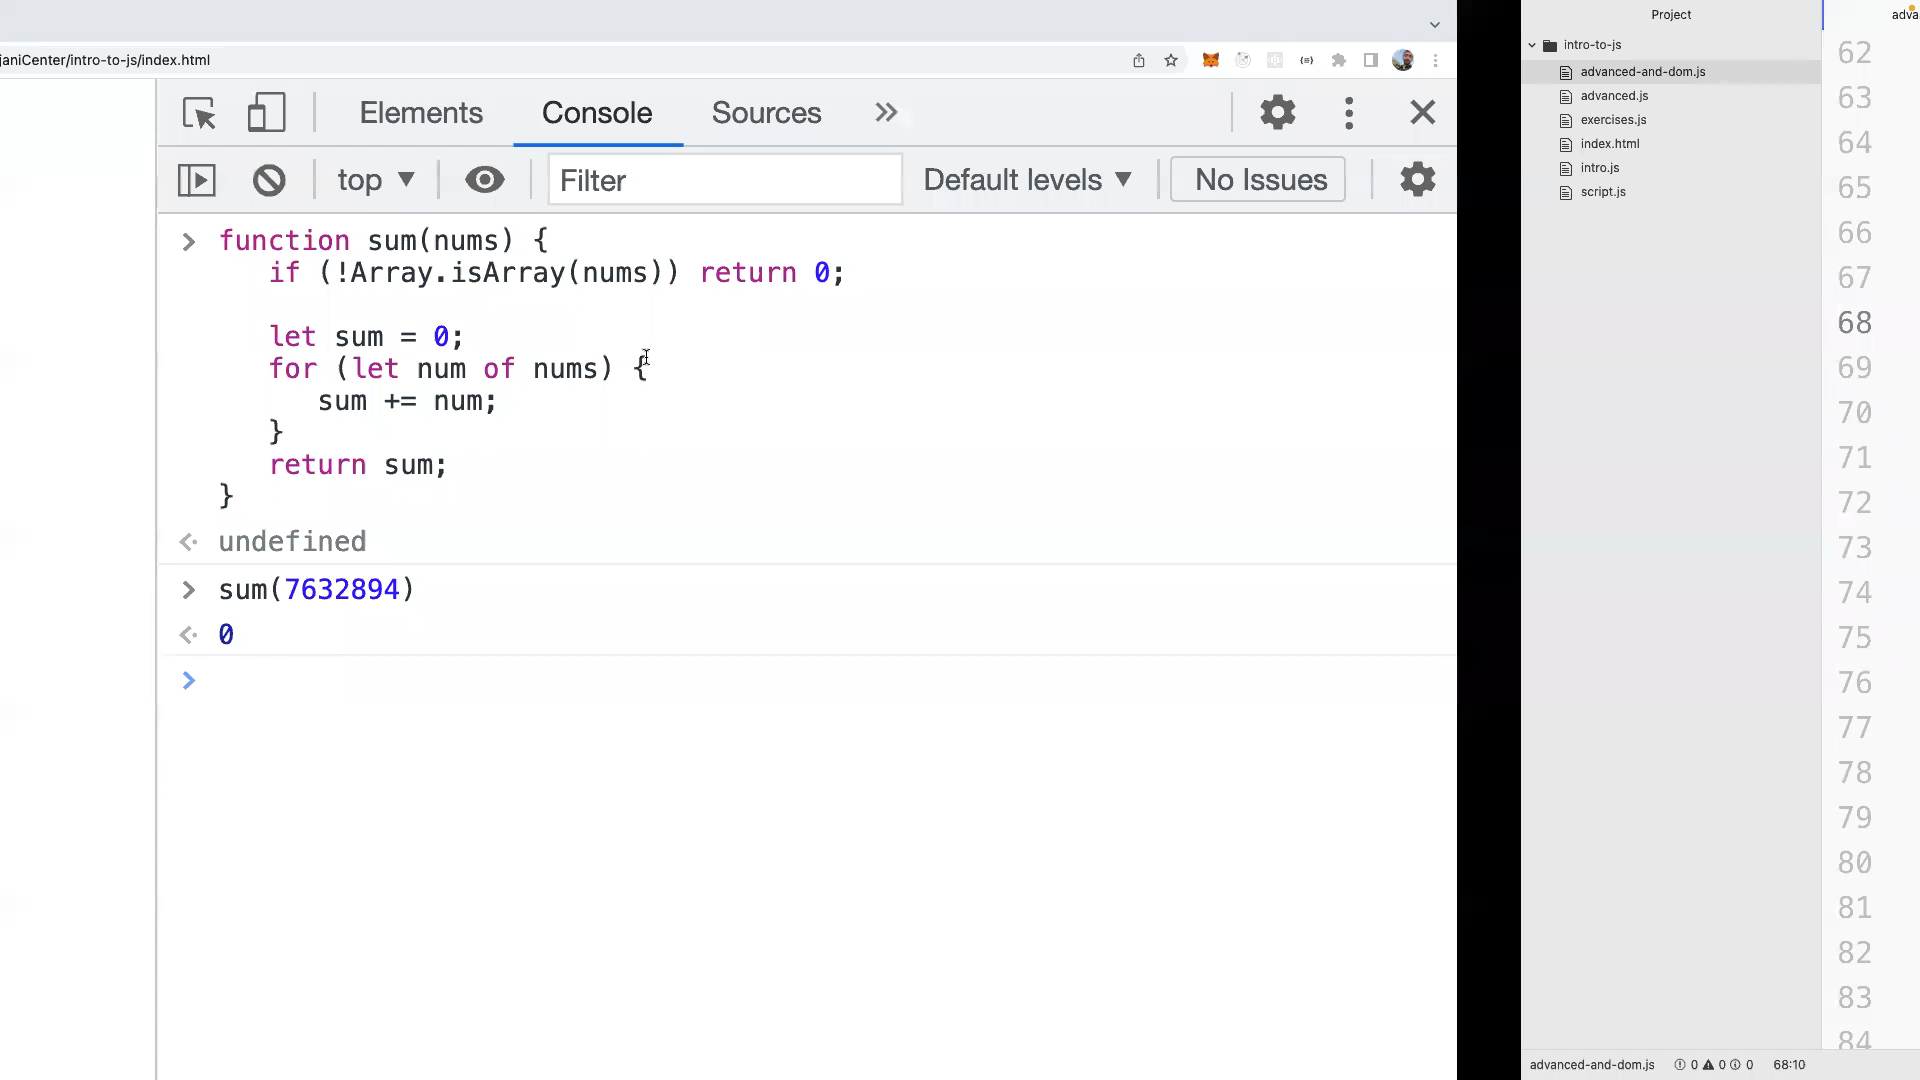 janiCenter/intro-to-js/index.html
Elements
Console
Sources
top
Filter
Default levels
No Issues
function sum(nums) {
if (!Array.isArray(nums)) return 0;
let sum = 0;
for (let num of nums) {
sum += num;
}
return sum;
}
undefined
sum(7632894)
0
Project
intro-to-js
advanced-and-dom.js
advanced.js
exercises.js
index.html
intro.js
script.js
adva
62
63
64
65
66
67
68
69
70
71
72
73
74
75
76
77
78
79
80
81
82
83
84
advanced-and-dom.js 0 0 0 68:10